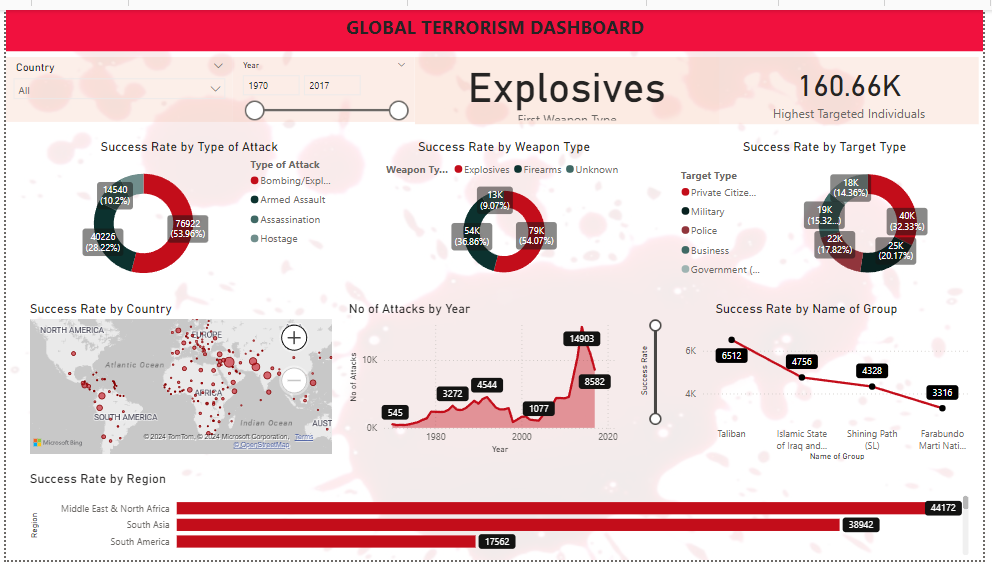 GLOBAL TERRORISM DASHBOARD
Country
All
Year
1970 2017
Explosives
First Weapon Type
160.66K
Highest Targeted Individuals
Success Rate by Type of Attack
14540
(10.2%)
40226
(28.22%)
76922
(53.96%)
Type of Attack
Bombing/Expl...
Armed Assault
Assassination
Hostage
Success Rate by Weapon Type
Weapon Ty... Explosives Firearms Unknown
13K
(9.07%)
54K
(36.86%)
79K
(54.07%)
Success Rate by Target Type
Target Type
Private Citize...
Military
Police
Business
Government (...
18K
(14.36%)
19K
(15.32...)
22K
(17.82%)
40K
(32.33%)
25K
(20.17%)
Success Rate by Country
NORTH AMERICA
EUROPE
Atlantic Ocean
AFRICA
SOUTH AMERICA
Indian Ocean
AUST
Microsoft Bing
© 2024 TomTom, © 2024 Microsoft Corporation, Terms
© OpenStreetMap
No of Attacks by Year
No of Attacks
10K
0K
545
3272
4544
1077
14903
8582
1980 2000 2020
Year
Success Rate
Success Rate by Name of Group
6K
4K
6512
4756
4328
3316
Taliban
Islamic State
of Iraq and...
Shining Path
(SL)
Farabundo
Marti Nati...
Name of Group
Success Rate by Region
Region
Middle East & North Africa 44172
South Asia 38942
South America 17562